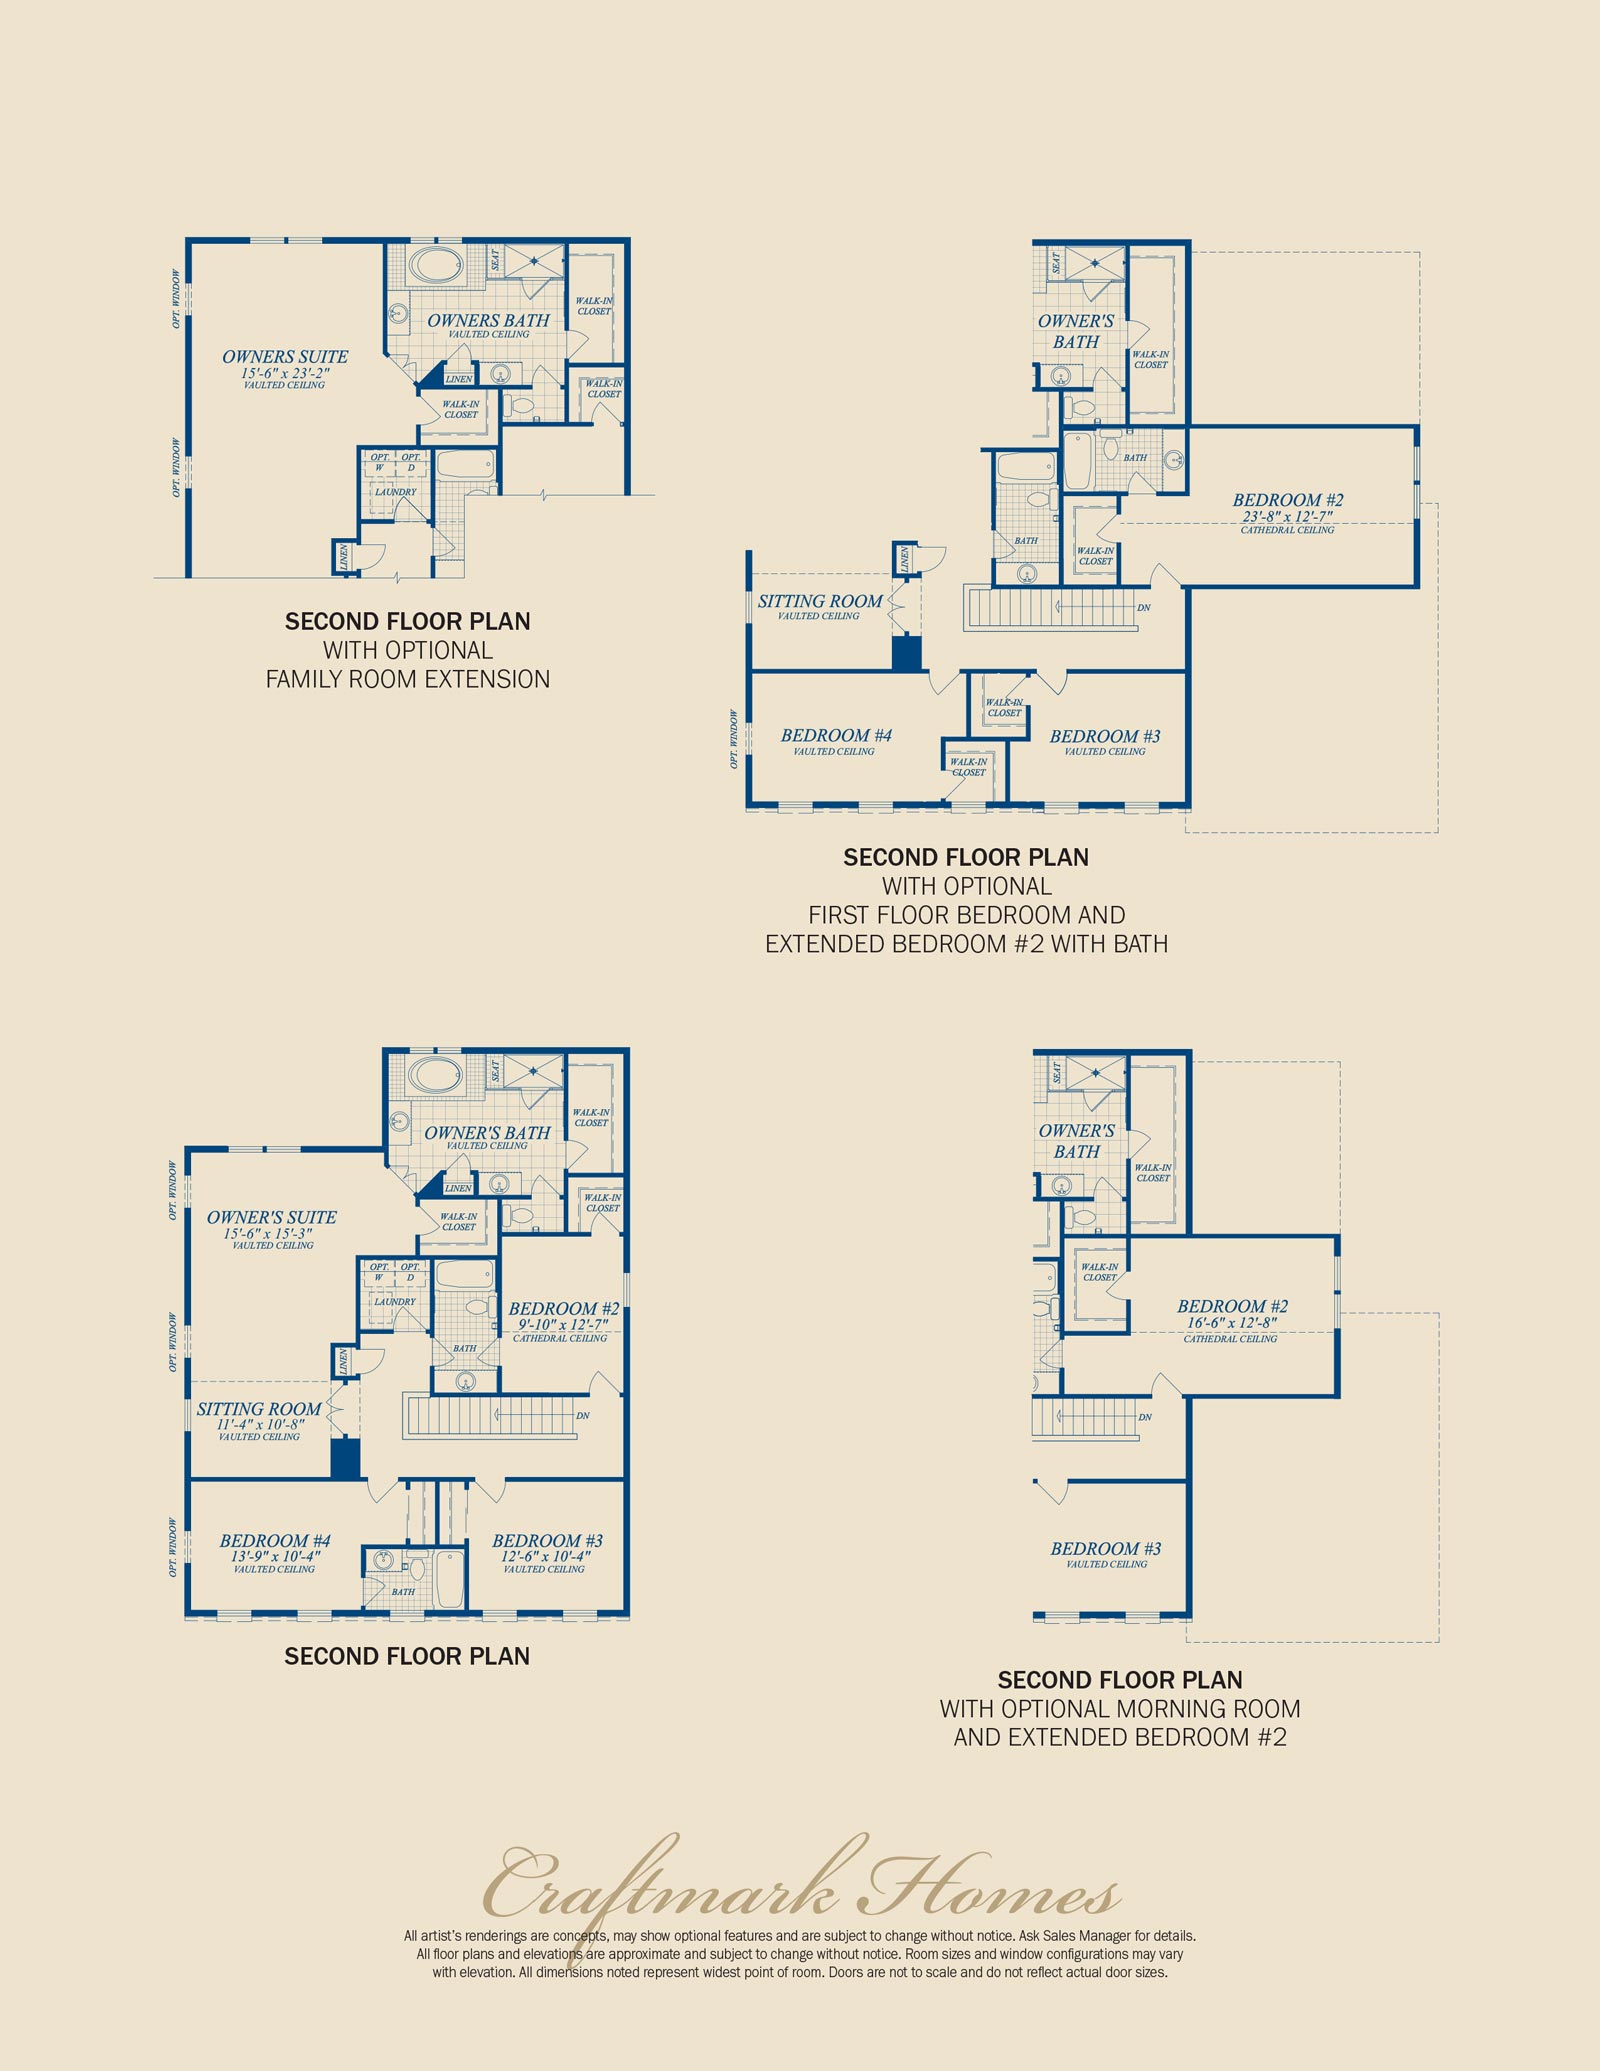 OPT. WINDOW
SEAT
WALK-IN
CLOSET
OWNERS BATH
VAULTED CEILING
OWNERS SUITE
15'-6" x 23'-2"
VAULTED CEILING
LINEN
WALK-IN
CLOSET
WALK-IN
CLOSET
OPT. WINDOW
OPT. OPT.
W D
LAUNDRY
LINEN
SECOND FLOOR PLAN
WITH OPTIONAL
FAMILY ROOM EXTENSION
SEAT
OWNER'S
BATH
WALK-IN
CLOSET
BATH
BEDROOM #2
23'-8" x 12'-7"
CATHEDRAL CEILING
BATH
WALK-IN
CLOSET
LINEN
SITTING ROOM
VAULTED CEILING
DN
WALK-IN
CLOSET
OPT. WINDOW
BEDROOM #4
VAULTED CEILING
BEDROOM #3
VAULTED CEILING
WALK-IN
CLOSET
SECOND FLOOR PLAN
WITH OPTIONAL
FIRST FLOOR BEDROOM AND
EXTENDED BEDROOM #2 WITH BATH
SEAT
WALK-IN
CLOSET
OWNER'S BATH
VAULTED CEILING
OPT. WINDOW
LINEN
WALK-IN
CLOSET
OWNER'S SUITE
15'-6" x 15'-3"
VAULTED CEILING
WALK-IN
CLOSET
OPT. OPT.
W D
LAUNDRY
BEDROOM #2
9'-10" x 12'-7"
CATHEDRAL CEILING
OPT. WINDOW
BATH
LINEN
SITTING ROOM
11'-4" x 10'-8"
VAULTED CEILING
DN
OPT. WINDOW
BEDROOM #4
13'-9" x 10'-4"
VAULTED CEILING
BEDROOM #3
12'-6" x 10'-4"
VAULTED CEILING
BATH
SECOND FLOOR PLAN
SEAT
OWNER'S
BATH
WALK-IN
CLOSET
WALK-IN
CLOSET
BEDROOM #2
16'-6" x 12'-8"
CATHEDRAL CEILING
DN
BEDROOM #3
VAULTED CEILING
SECOND FLOOR PLAN
WITH OPTIONAL MORNING ROOM
AND EXTENDED BEDROOM #2
Craftmark Homes
All artist's renderings are concepts, may show optional features and are subject to change without notice. Ask Sales Manager for details.
All floor plans and elevations are approximate and subject to change without notice. Room sizes and window configurations may vary
with elevation. All dimensions noted represent widest point of room. Doors are not to scale and do not reflect actual door sizes.